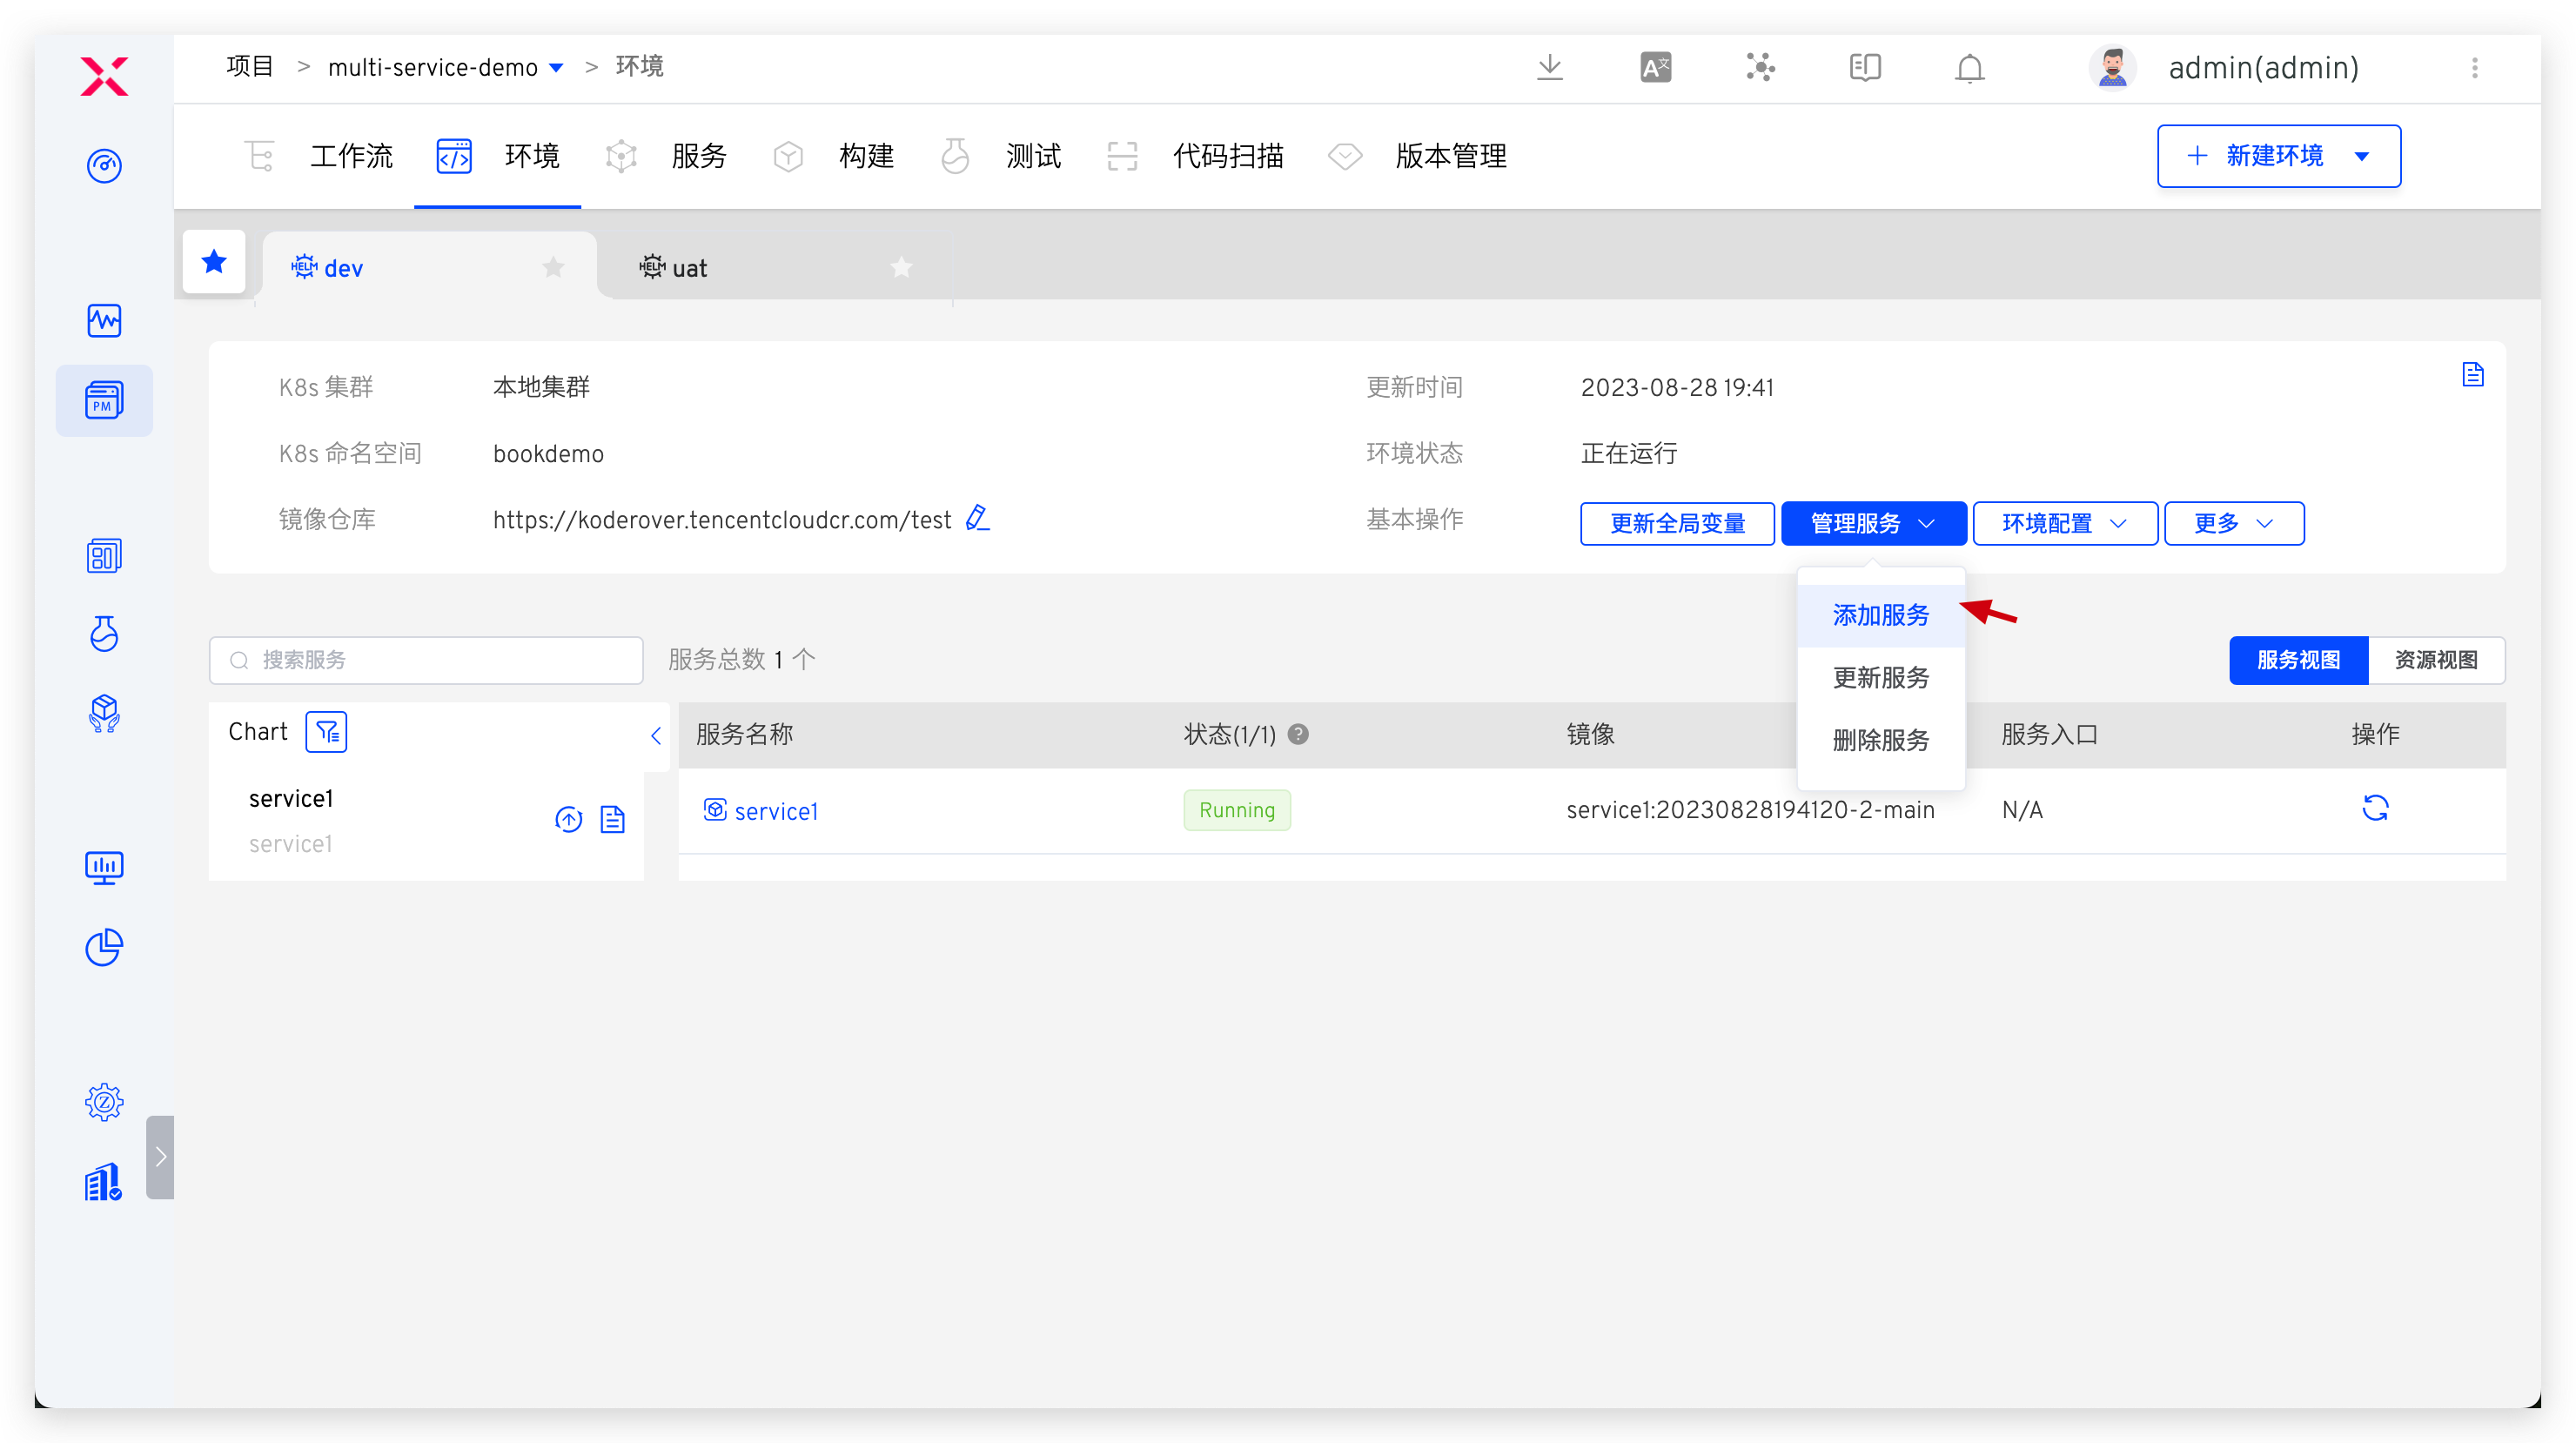 项目 > multi-service-demo > 环境
admin(admin)
工作流 环境 服务 构建 测试 代码扫描 版本管理
+ 新建环境
HELM dev
HELM uat
K8s 集群 本地集群
更新时间 2023-08-28 19:41
K8s 命名空间 bookdemo
环境状态 正在运行
镜像仓库 https://koderover.tencentcloudcr.com/test
基本操作 更新全局变量 管理服务 环境配置 更多
添加服务
更新服务
删除服务
PM
搜索服务
服务总数 1 个
服务视图 资源视图
Chart
service1
service1
服务名称 状态(1/1) 镜像 服务入口 操作
service1 Running service1:20230828194120-2-main N/A